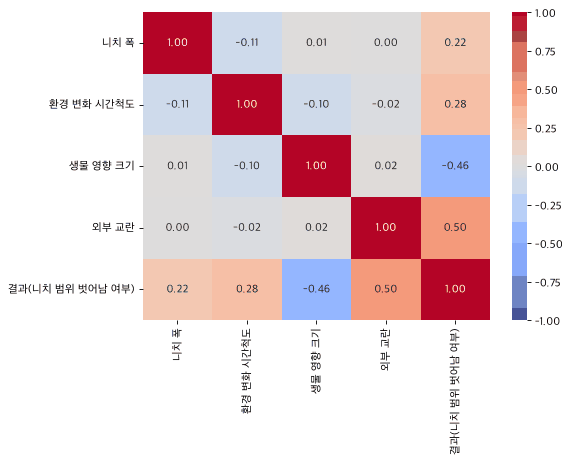 니치 폭 1.00 -0.11 0.01 0.00 0.22
환경 변화 시간척도 -0.11 1.00 -0.10 -0.02 0.28
생물 영향 크기 0.01 -0.10 1.00 0.02 -0.46
외부 교란 0.00 -0.02 0.02 1.00 0.50
결과(니치 범위 벗어남 여부) 0.22 0.28 -0.46 0.50 1.00
니치 폭
환경 변화 시간척도
생물 영향 크기
외부 교란
결과(니치 범위 벗어남 여부)
1.00
0.75
0.50
0.25
0.00
-0.25
-0.50
-0.75
-1.00